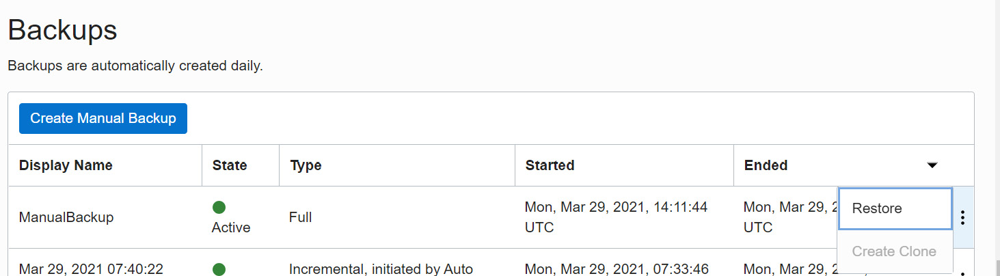 Backups
Backups are automatically created daily.
Create Manual Backup
Display Name State Type Started Ended
ManualBackup Active Full Mon, Mar 29, 2021, 14:11:44 UTC Mon, Mar 29, UTC
Restore
Create Clone
Mar 29, 2021 07:40:22 Incremental, initiated by Auto Mon, Mar 29, 2021, 07:33:46 Mon, Mar 29,